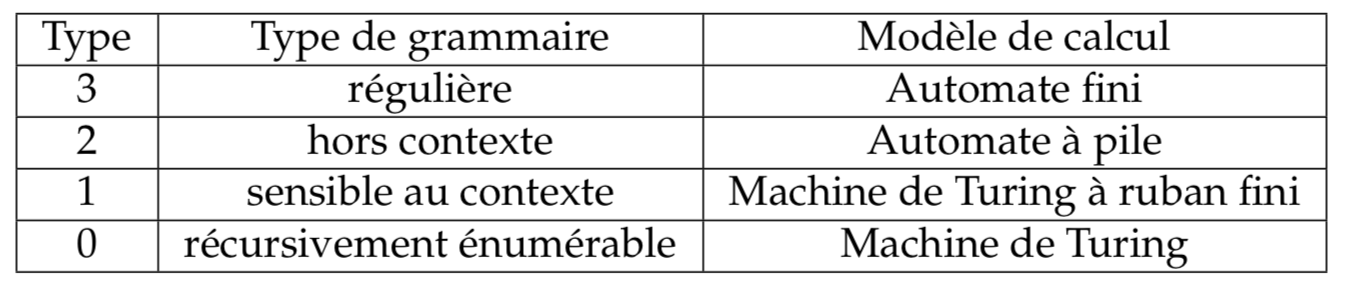 Type Type de grammaire Modèle de calcul
3 régulière Automate fini
2 hors contexte Automate à pile
1 sensible au contexte Machine de Turing à ruban fini
0 récursivement énumérable Machine de Turing